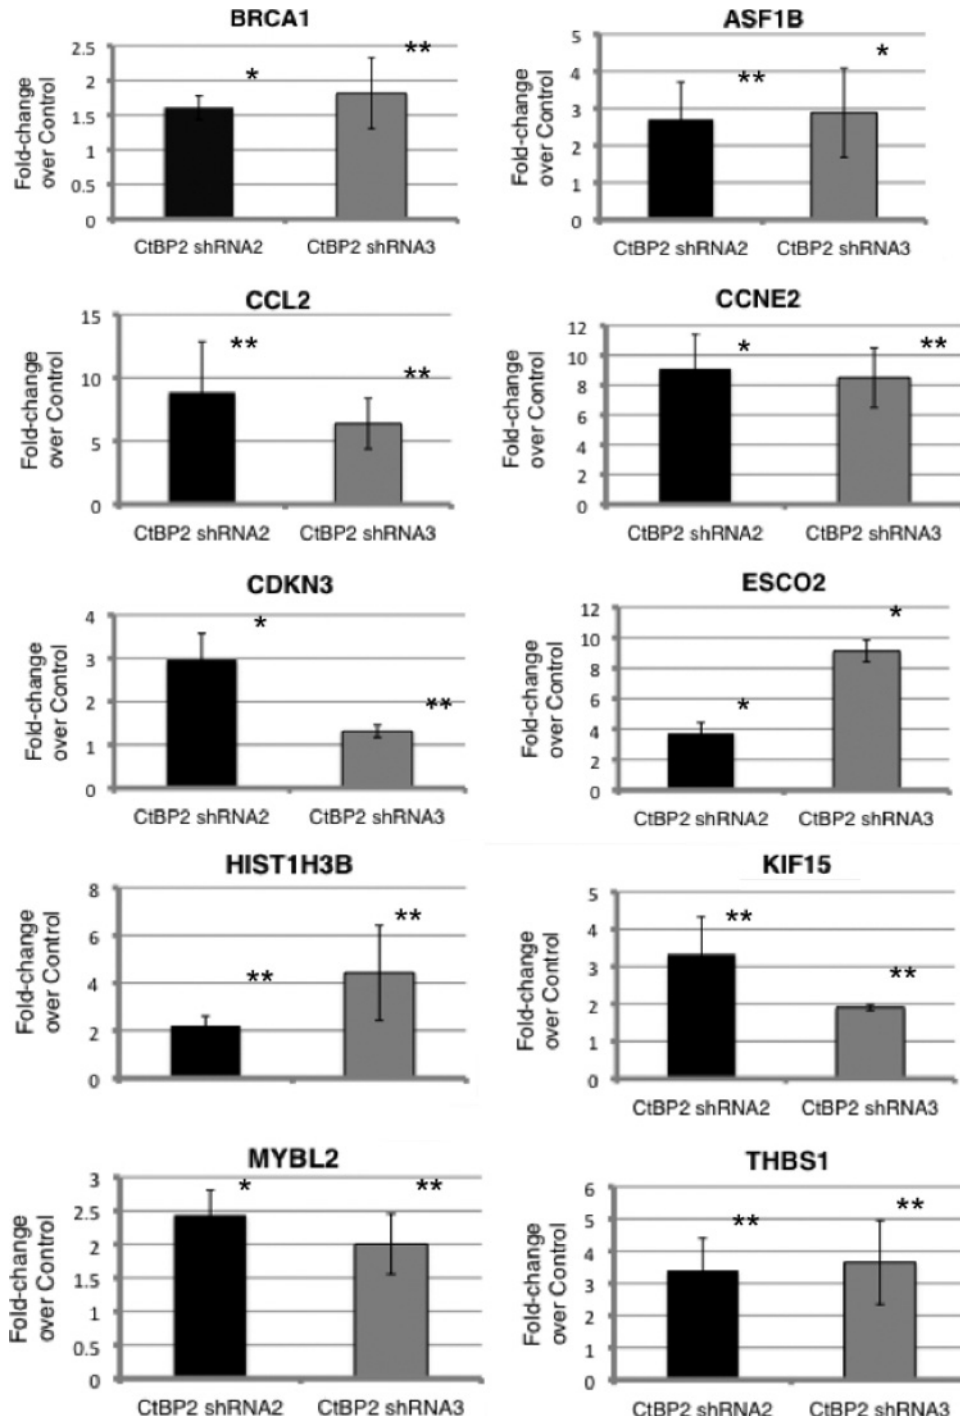 BRCA1
Fold-change
over Control
2.5
2
1.5
1
0.5
0
*
**
CtBP2 shRNA2
CtBP2 shRNA3
ASF1B
Fold-change
over Control
5
4
3
2
1
0
**
*
CtBP2 shRNA2
CtBP2 shRNA3
CCL2
Fold-change
over Control
15
10
5
0
**
**
CtBP2 shRNA2
CtBP2 shRNA3
CCNE2
Fold-change
over Control
12
10
8
6
4
2
0
*
**
CtBP2 shRNA2
CtBP2 shRNA3
CDKN3
Fold-change
over Control
4
3
2
1
0
*
**
CtBP2 shRNA2
CtBP2 shRNA3
ESCO2
Fold-change
over Control
12
10
8
6
4
2
0
*
*
CtBP2 shRNA2
CtBP2 shRNA3
HIST1H3B
Fold-change
over Control
8
6
4
2
0
**
**
KIF15
Fold-change
over Control
5
4
3
2
1
0
**
**
CtBP2 shRNA2
CtBP2 shRNA3
MYBL2
Fold-change
over Control
3
2.5
2
1.5
1
0.5
0
*
**
CtBP2 shRNA2
CtBP2 shRNA3
THBS1
Fold-change
over Control
6
5
4
3
2
1
0
**
**
CtBP2 shRNA2
CtBP2 shRNA3